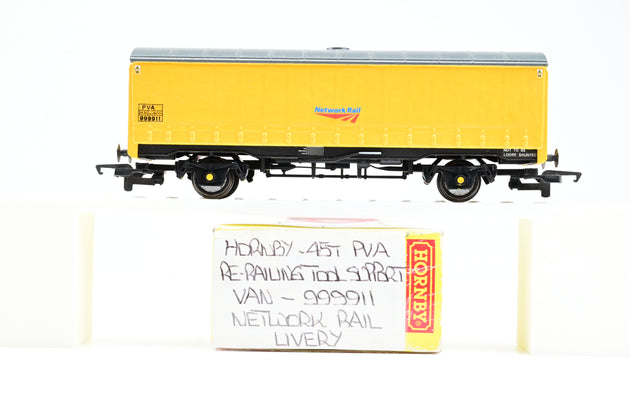 Network Rail
PVA
999911
NOT TO BE
LOOSE SHUNTED
HORNBY - 45T PVA
RE-RAILING TOOL SUPPORT
VAN - 999911
NETWORK RAIL
LIVERY
HORNBY